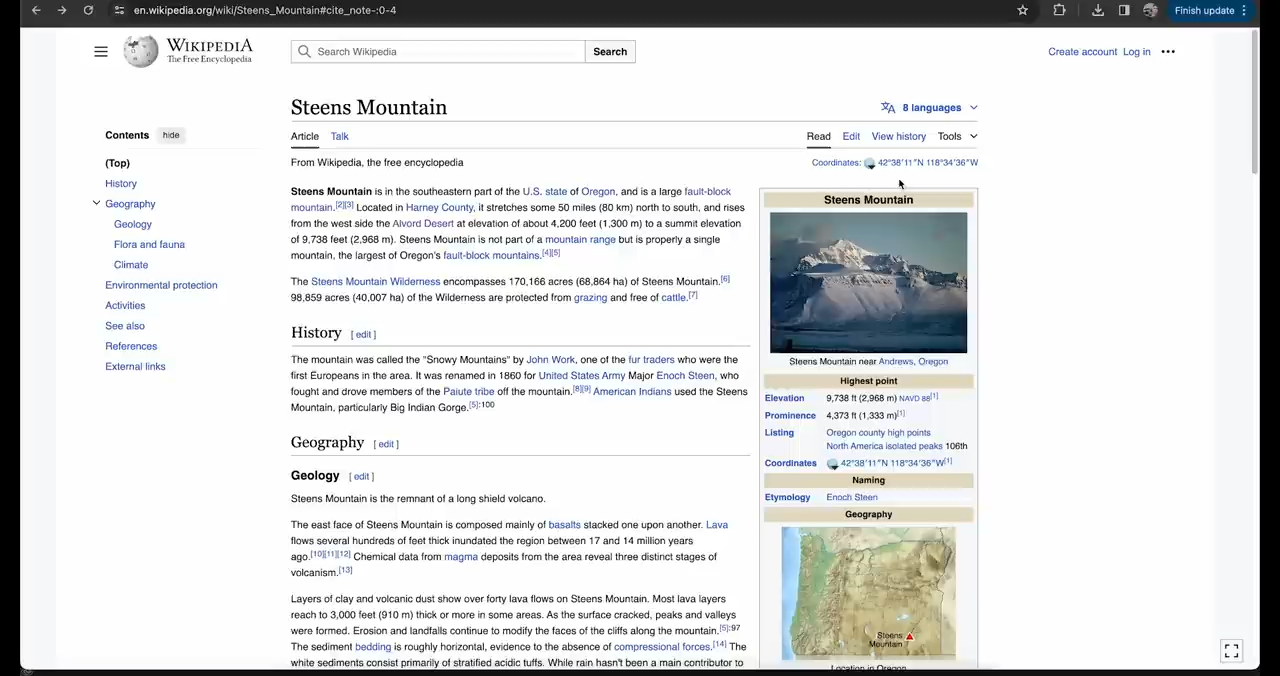 en.wikipedia.org/wiki/Steens_Mountain#cite_note-:0-4
Finish update
WIKIPEDIA
The Free Encyclopedia
Search Wikipedia
Search
Create account Log in
Steens Mountain
8 languages
Contents hide
Article Talk
Read Edit View history Tools
(Top)
History
Geography
Geology
Flora and fauna
Climate
Environmental protection
Activities
See also
References
External links
From Wikipedia, the free encyclopedia
Coordinates: 42°38′11″N 118°34′36″W
Steens Mountain is in the southeastern part of the U.S. state of Oregon, and is a large fault-block
mountain.[2][3] Located in Harney County, it stretches some 50 miles (80 km) north to south, and rises
from the west side the Alvord Desert at elevation of about 4,200 feet (1,300 m) to a summit elevation
of 9,738 feet (2,968 m). Steens Mountain is not part of a mountain range but is properly a single
mountain, the largest of Oregon's fault-block mountains.[4][5]
The Steens Mountain Wilderness encompasses 170,166 acres (68,864 ha) of Steens Mountain.[6]
98,859 acres (40,007 ha) of the Wilderness are protected from grazing and free of cattle.[7]
History [ edit ]
The mountain was called the "Snowy Mountains" by John Work, one of the fur traders who were the
first Europeans in the area. It was renamed in 1860 for United States Army Major Enoch Steen, who
fought and drove members of the Paiute tribe off the mountain.[8][9] American Indians used the Steens
Mountain, particularly Big Indian Gorge.[5]:100
Geography [ edit ]
Geology [ edit ]
Steens Mountain is the remnant of a long shield volcano.
The east face of Steens Mountain is composed mainly of basalts stacked one upon another. Lava
flows several hundreds of feet thick inundated the region between 17 and 14 million years
ago.[10][11][12] Chemical data from magma deposits from the area reveal three distinct stages of
volcanism.[13]
Layers of clay and volcanic dust show over forty lava flows on Steens Mountain. Most lava layers
reach to 3,000 feet (910 m) thick or more in some areas. As the surface cracked, peaks and valleys
were formed. Erosion and landfalls continue to modify the faces of the cliffs along the mountain.[5]:97
The sediment bedding is roughly horizontal, evidence to the absence of compressional forces.[14] The
white sediments consist primarily of stratified acidic tuffs. While rain hasn't been a main contributor to
Steens Mountain
Steens Mountain near Andrews, Oregon
Highest point
Elevation 9,738 ft (2,968 m) NAVD 88[1]
Prominence 4,373 ft (1,333 m)[1]
Listing Oregon county high points
North America isolated peaks 106th
Coordinates 42°38′11″N 118°34′36″W[1]
Naming
Etymology Enoch Steen
Geography
Steens
Mountain
Location in Oregon